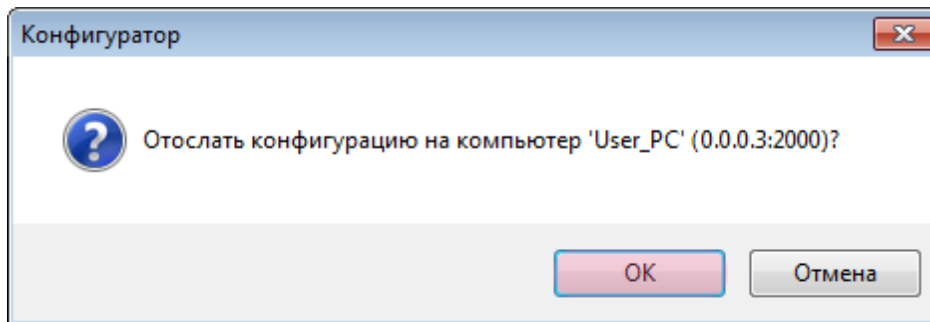 Конфигуратор
Отослать конфигурацию на компьютер 'User_PC' (0.0.0.3:2000)?
OK
Отмена